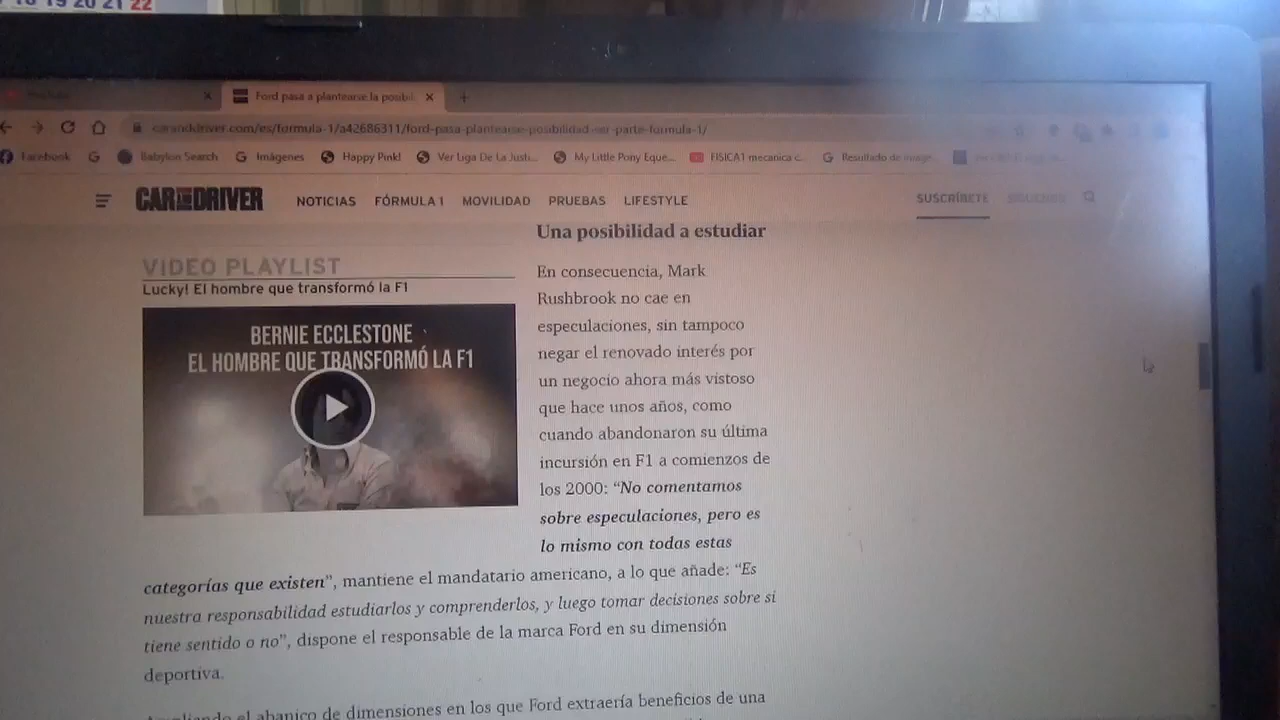 18 19 20 21 22
Ford pasa a plantearse la posibil
carandriver.com/es/formula-1/a42686311/ford-pasa-plantearse-posibilidad-ser-parte-formula-1/
Facebook G Babylon Search G Imágenes Happy Pink! Ver Liga De La Justi... My Little Pony Eque... FISICA1 mecanica c... G Resultado de image...
CAR AND DRIVER NOTICIAS FÓRMULA 1 MOVILIDAD PRUEBAS LIFESTYLE SUSCRÍBETE
Una posibilidad a estudiar
VIDEO PLAYLIST
Lucky! El hombre que transformó la F1
BERNIE ECCLESTONE
EL HOMBRE QUE TRANSFORMÓ LA F1
En consecuencia, Mark
Rushbrook no cae en
especulaciones, sin tampoco
negar el renovado interés por
un negocio ahora más vistoso
que hace unos años, como
cuando abandonaron su última
incursión en F1 a comienzos de
los 2000: “No comentamos
sobre especulaciones, pero es
lo mismo con todas estas
categorías que existen”, mantiene el mandatario americano, a lo que añade: “Es
nuestra responsabilidad estudiarlos y comprenderlos, y luego tomar decisiones sobre si
tiene sentido o no”, dispone el responsable de la marca Ford en su dimensión
deportiva.
Ampliando el abanico de dimensiones en los que Ford extraería beneficios de una